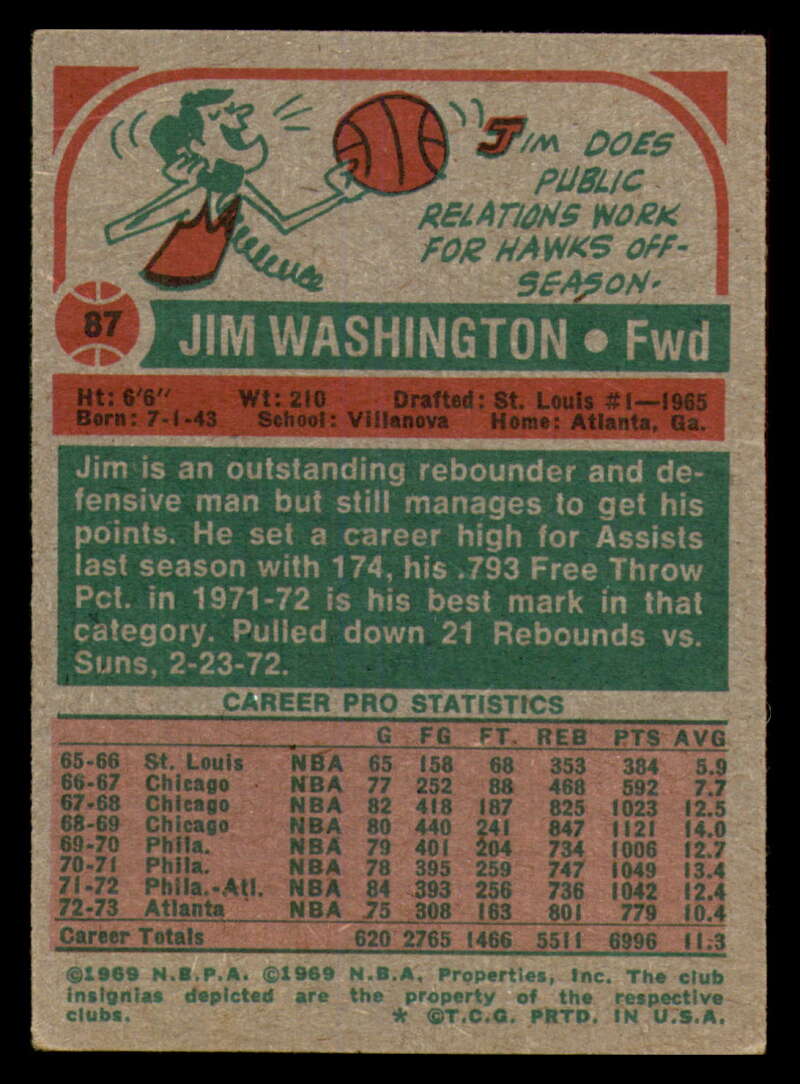 JIM DOES
PUBLIC
RELATIONS WORK
FOR HAWKS OFF-
SEASON.
87
JIM WASHINGTON • Fwd
Ht: 6'6" Wt: 210 Drafted: St. Louis #1—1965
Born: 7-1-43 School: Villanova Home: Atlanta, Ga.
Jim is an outstanding rebounder and de-
fensive man but still manages to get his
points. He set a career high for Assists
last season with 174, his .793 Free Throw
Pct. in 1971-72 is his best mark in that
category. Pulled down 21 Rebounds vs.
Suns, 2-23-72.
CAREER PRO STATISTICS
G FG FT. REB PTS AVG
65-66 St. Louis NBA 65 158 68 353 384 5.9
66-67 Chicago NBA 77 252 88 468 592 7.7
67-68 Chicago NBA 82 418 187 825 1023 12.5
68-69 Chicago NBA 80 440 241 847 1121 14.0
69-70 Phila. NBA 79 401 204 734 1006 12.7
70-71 Phila. NBA 78 395 259 747 1049 13.4
71-72 Phila.-Atl. NBA 84 393 256 736 1042 12.4
72-73 Atlanta NBA 75 308 163 801 779 10.4
Career Totals 620 2765 1466 5511 6996 11.3
©1969 N.B.P.A. ©1969 N.B.A. Properties, Inc. The club
insignias depicted are the property of the respective
clubs. * ©T.C.G. PRTD. IN U.S.A.